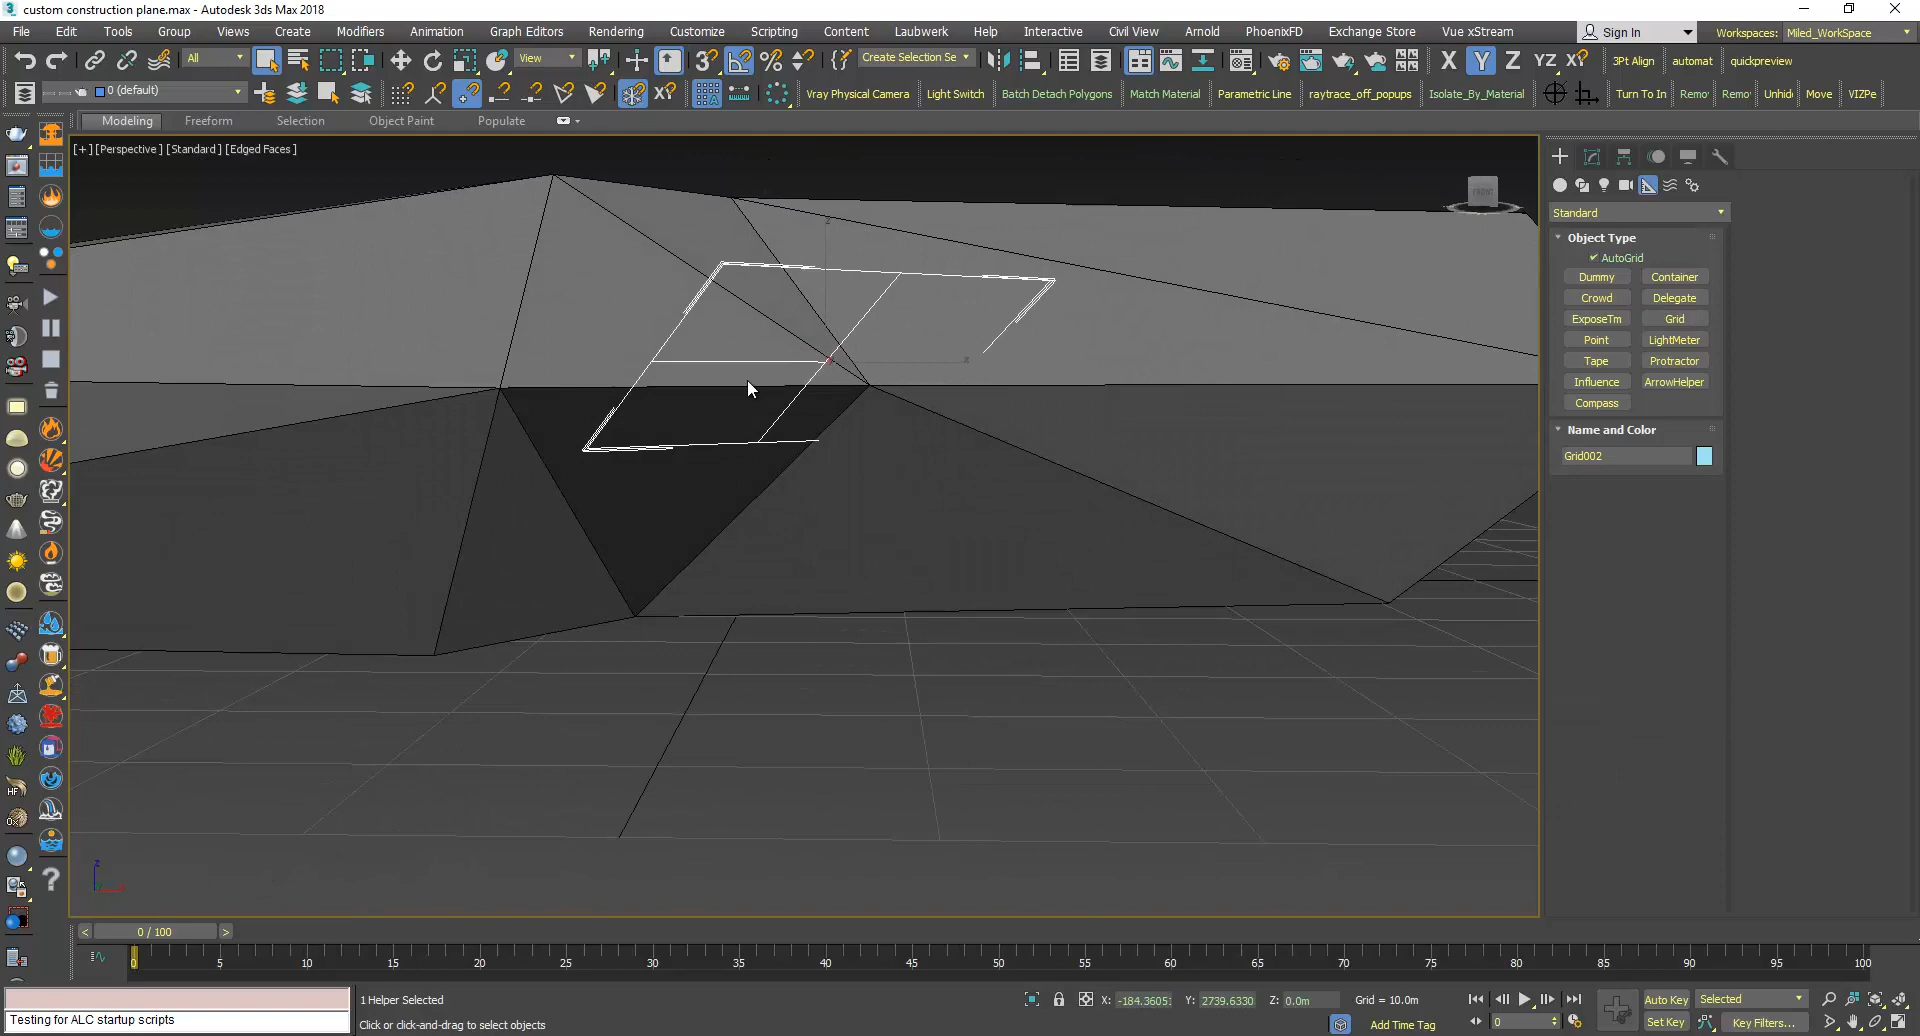 custom construction plane.max - Autodesk 3ds Max 2018
File Edit Tools Group Views Create Modifiers Animation Graph Editors Rendering Customize Scripting Content Laubwerk Help Interactive Civil View Arnold PhoenixFD Exchange Store Vue xStream Sign In Workspaces: Miled_WorkSpace
All View 3 Create Selection Se X Y Z YZ XY 3Pt Align automat quickpreview
0 (default) XY Vray Physical Camera Light Switch Batch Detach Polygons Match Material Parametric Line raytrace_off_popups Isolate_By_Material Turn To In Remo Remo Unhid Move VIZPe
Modeling Freeform Selection Object Paint Populate
[+] [Perspective] [Standard] [Edged Faces]
FRONT
Standard
Object Type
AutoGrid
Dummy Container
Crowd Delegate
ExposeTm Grid
Point LightMeter
Tape Protractor
Influence ArrowHelper
Compass
Name and Color
Grid002
z
< 0 / 100 >
0 5 10 15 20 25 30 35 40 45 50 55 60 65 70 75 80 85 90 95 100
1 Helper Selected X: -184.3605 Y: 2739.6330 Z: 0.0m Grid = 10.0m Auto Key Selected
Testing for ALC startup scripts Click or click-and-drag to select objects Add Time Tag 0 Set Key Key Filters...